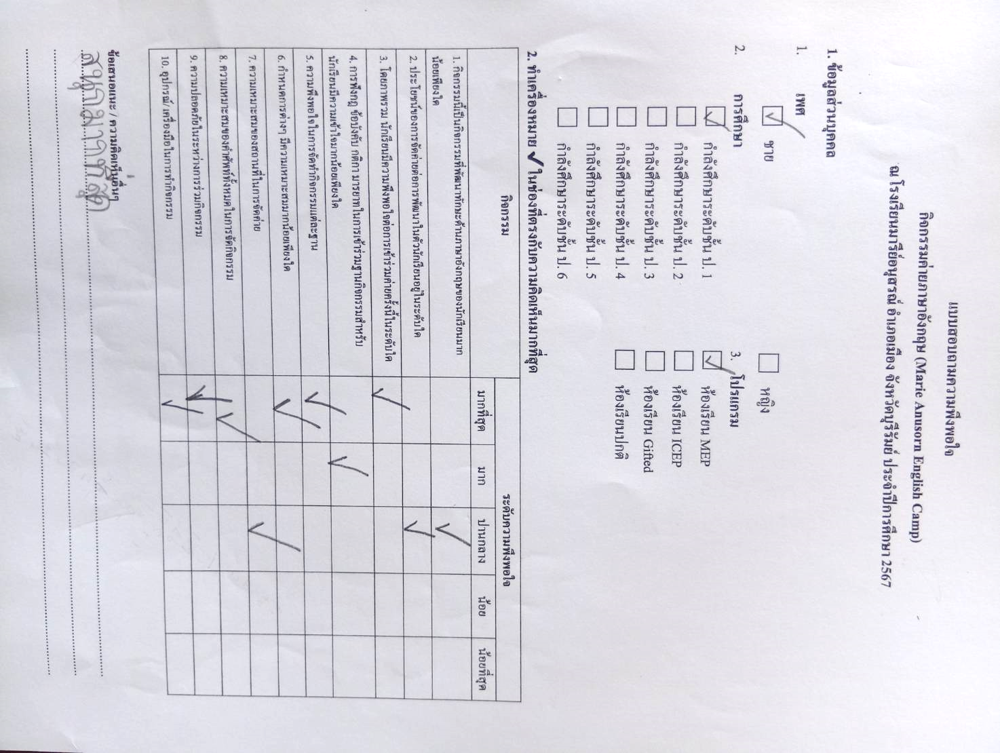 แบบสอบถามความพึงพอใจ
กิจกรรมค่ายภาษาอังกฤษ (Marie Anusorn English Camp)
ณ โรงเรียนมารีย์อนุสรณ์ อำเภอเมือง จังหวัดบุรีรัมย์ ประจำปีการศึกษา 2567
1. ข้อมูลส่วนบุคคล
1. เพศ
✓ ชาย ☐ หญิง
2. การศึกษา 3. โปรแกรม
✓ กำลังศึกษาระดับชั้น ป. 1 ✓ ห้องเรียน MEP
☐ กำลังศึกษาระดับชั้น ป. 2 ☐ ห้องเรียน ICEP
☐ กำลังศึกษาระดับชั้น ป. 3 ☐ ห้องเรียน Gifted
☐ กำลังศึกษาระดับชั้น ป. 4 ☐ ห้องเรียนปกติ
☐ กำลังศึกษาระดับชั้น ป. 5
☐ กำลังศึกษาระดับชั้น ป. 6
2. ทำเครื่องหมาย ✓ ในช่องที่ตรงกับความคิดเห็นมากที่สุด
กิจกรรม ระดับความพึงพอใจ
มากที่สุด มาก ปานกลาง น้อย น้อยที่สุด
1. กิจกรรมนี้เป็นกิจกรรมที่พัฒนาทักษะด้านภาษาอังกฤษของนักเรียนมาก
น้อยเพียงใด ✓
2. ประโยชน์ของการจัดค่ายต่อการพัฒนาในตัวนักเรียนอยู่ในระดับใด ✓
3. โดยภาพรวม นักเรียนมีความพึงพอใจต่อการเข้าร่วมค่ายครั้งนี้ในระดับใด ✓
4. การฟังกฎ ข้อบังคับ กติกา มารยาทในการเข้าร่วมฐานกิจกรรมสำหรับ
นักเรียนมีความเข้าใจมากน้อยเพียงใด ✓
5. ความพึงพอใจในการจัดทำกิจกรรมแต่ละฐาน ✓
6. กำหนดการต่างๆ มีความเหมาะสมมากน้อยเพียงใด ✓
7. ความเหมาะสมของสถานที่ในการจัดค่าย ✓
8. ความเหมาะสมของคำศัพท์ทั้งหมดในการจัดกิจกรรม ✓
9. ความปลอดภัยในระหว่างการร่วมกิจกรรม ✓
10. อุปกรณ์/ เครื่องมือในการทำกิจกรรม ✓
ข้อเสนอแนะ / ความคิดเห็นอื่นๆ
สนุกมากที่สุด